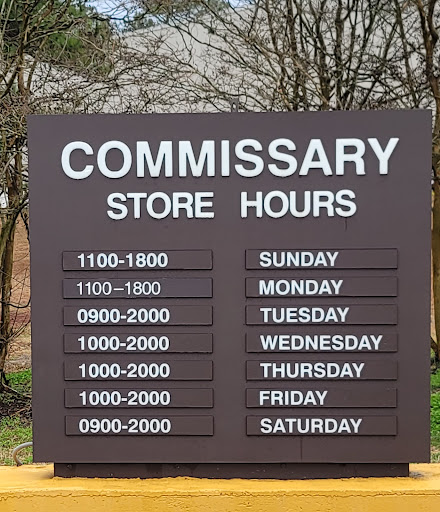 COMMISSARY
STORE HOURS
1100-1800 SUNDAY
1100-1800 MONDAY
0900-2000 TUESDAY
1000-2000 WEDNESDAY
1000-2000 THURSDAY
1000-2000 FRIDAY
0900-2000 SATURDAY